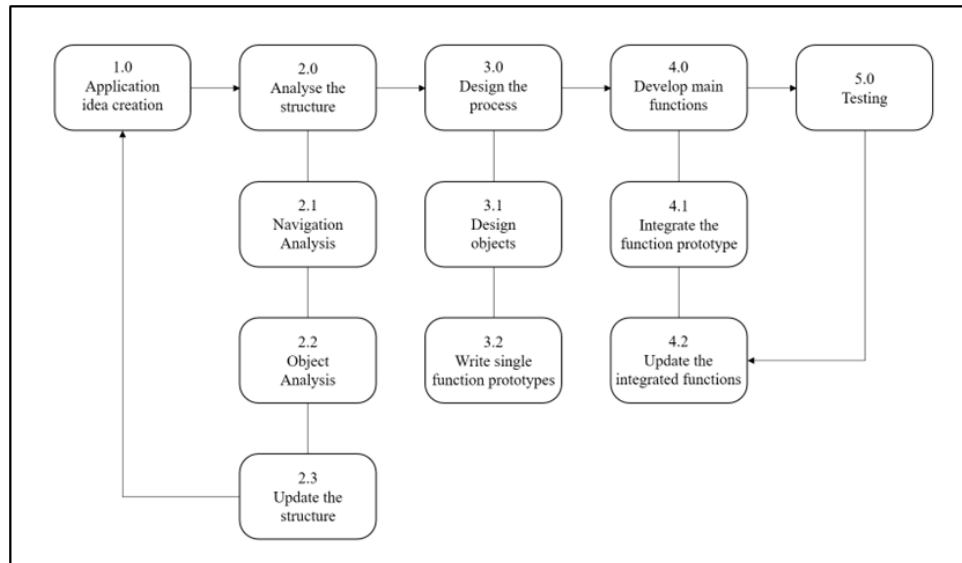 1.0
Application
idea creation
2.0
Analyse the
structure
3.0
Design the
process
4.0
Develop main
functions
5.0
Testing
2.1
Navigation
Analysis
3.1
Design
objects
4.1
Integrate the
function prototype
2.2
Object
Analysis
3.2
Write single
function prototypes
4.2
Update the
integrated functions
2.3
Update the
structure